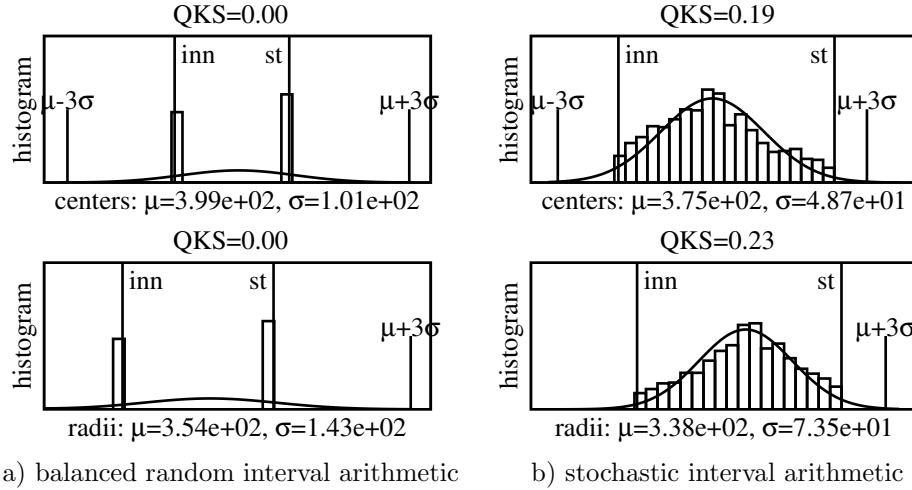 QKS=0.00
inn
st
histogram
μ-3σ
μ+3σ
centers: μ=3.99e+02, σ=1.01e+02
QKS=0.19
inn
st
histogram
μ-3σ
μ+3σ
centers: μ=3.75e+02, σ=4.87e+01
QKS=0.00
inn
st
histogram
μ+3σ
radii: μ=3.54e+02, σ=1.43e+02
QKS=0.23
inn
st
histogram
μ+3σ
radii: μ=3.38e+02, σ=7.35e+01
a) balanced random interval arithmetic
b) stochastic interval arithmetic